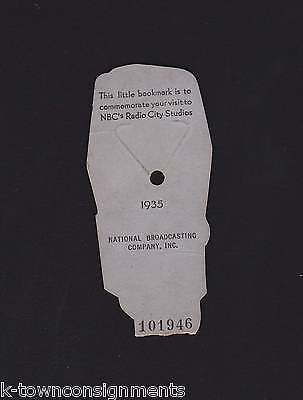 This little bookmark is to
commemorate your visit to
NBC's Radio City Studios
1935
NATIONAL BROADCASTING
COMPANY, INC.
101946
k-townconsignments